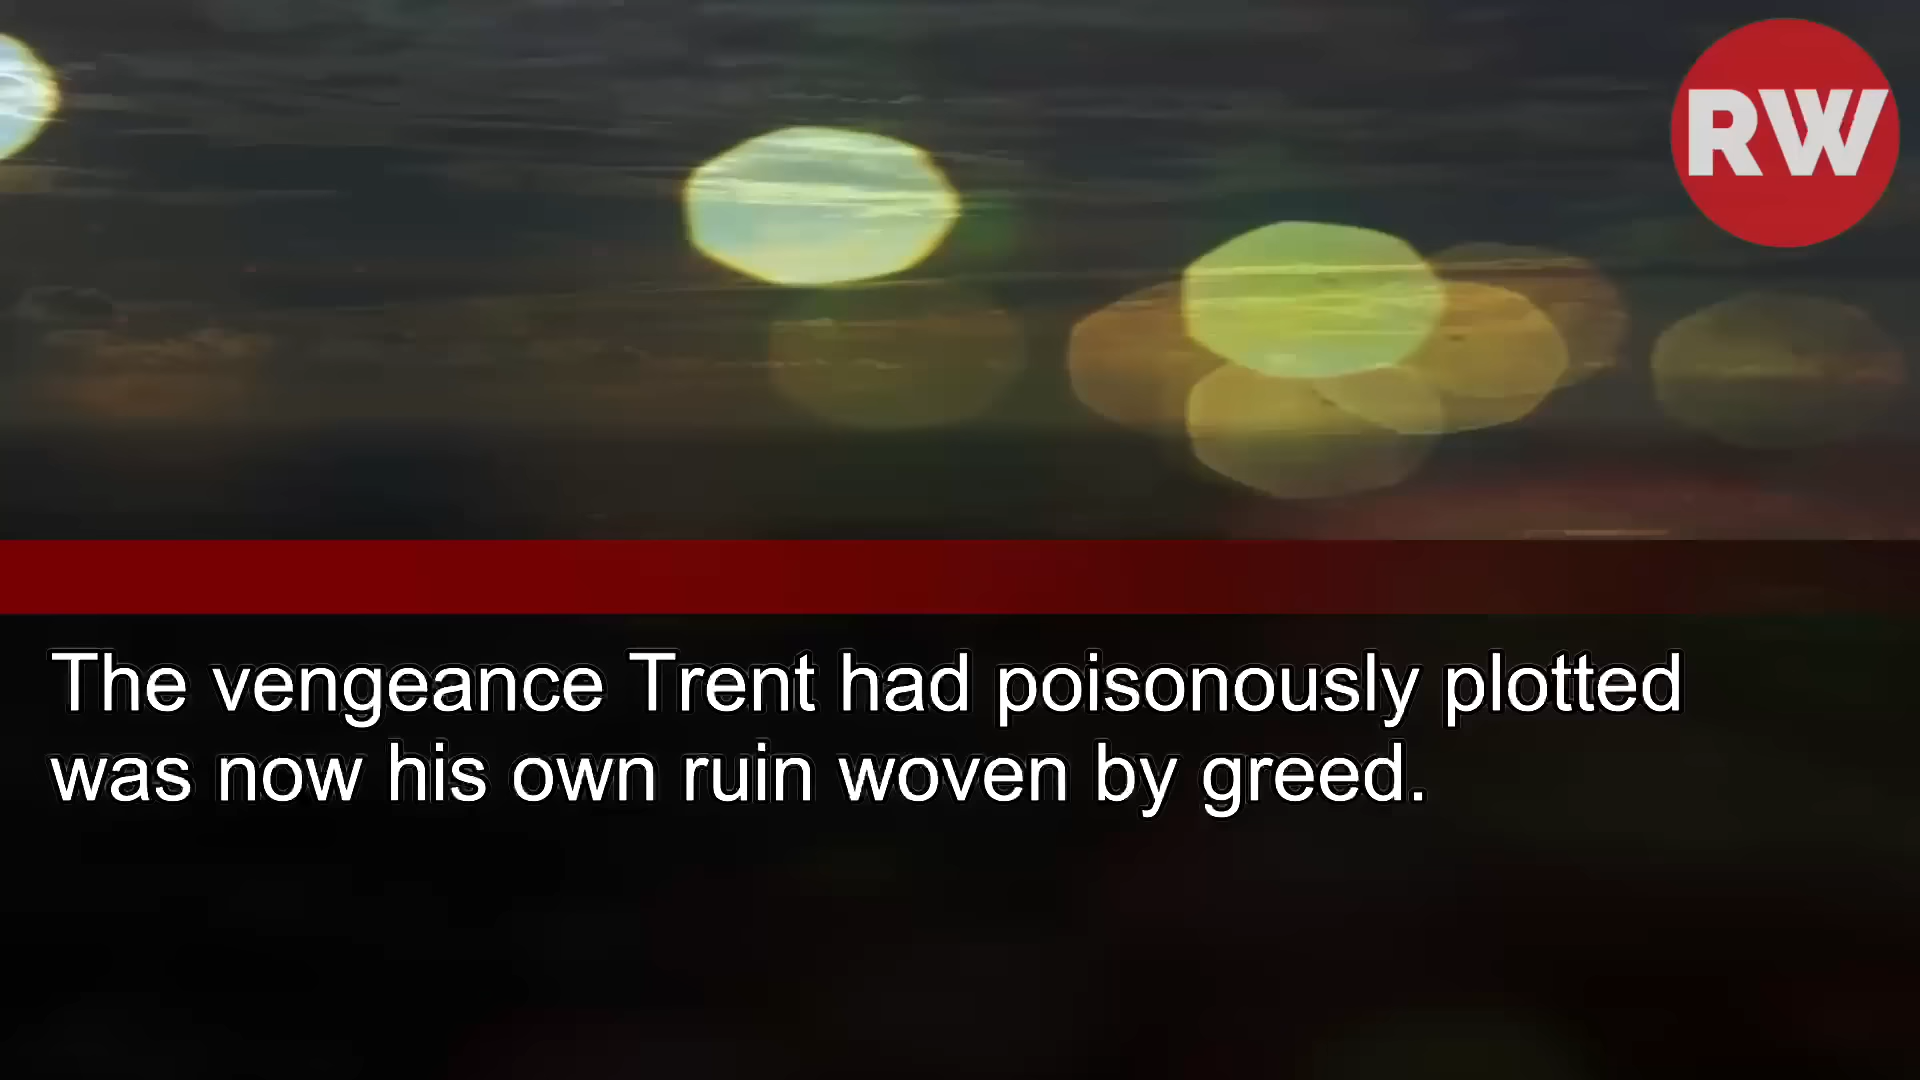 RW
The vengeance Trent had poisonously plotted
was now his own ruin woven by greed.